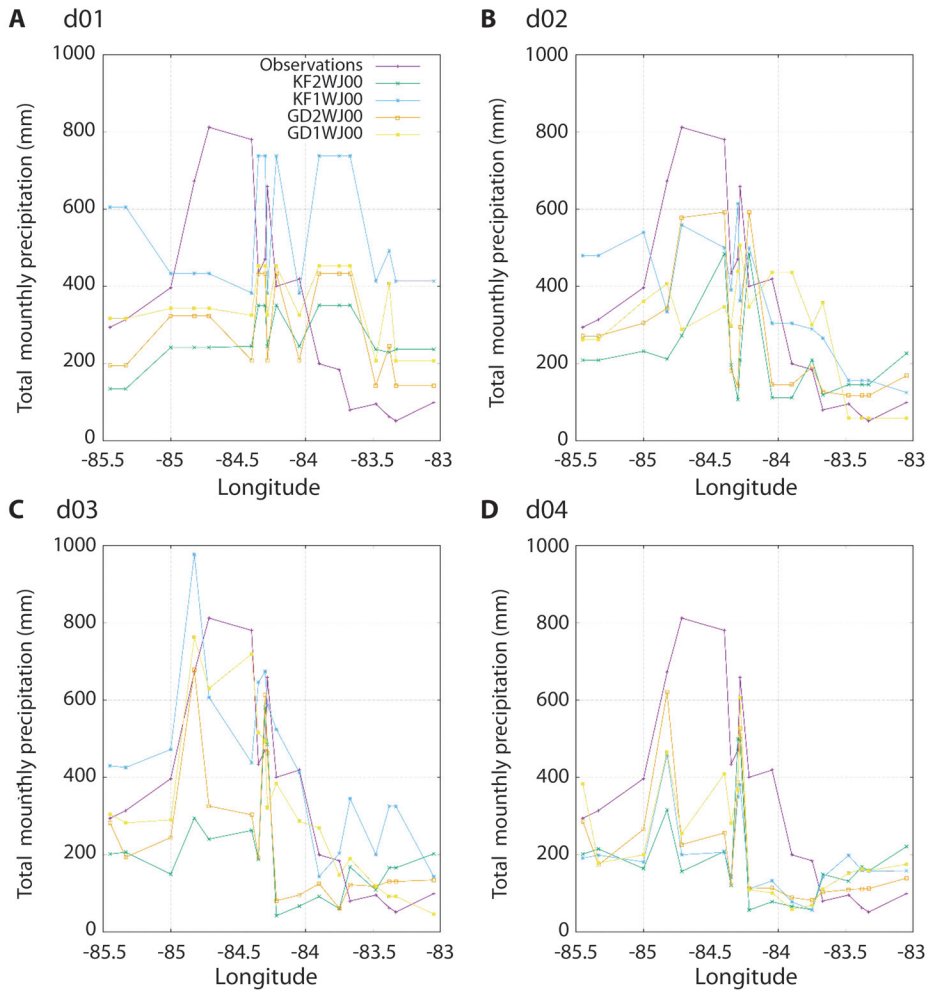 A d01
1000
800
600
400
200
0
Total mounthly precipitation (mm)
Observations
KF2WJ00
KF1WJ00
GD2WJ00
GD1WJ00
-85.5 -85 -84.5 -84 -83.5 -83
Longitude
B d02
1000
800
600
400
200
0
Total mounthly precipitation (mm)
-85.5 -85 -84.5 -84 -83.5 -83
Longitude
C d03
1000
800
600
400
200
0
Total mounthly precipitation (mm)
-85.5 -85 -84.5 -84 -83.5 -83
Longitude
D d04
1000
800
600
400
200
0
Total mounthly precipitation (mm)
-85.5 -85 -84.5 -84 -83.5 -83
Longitude